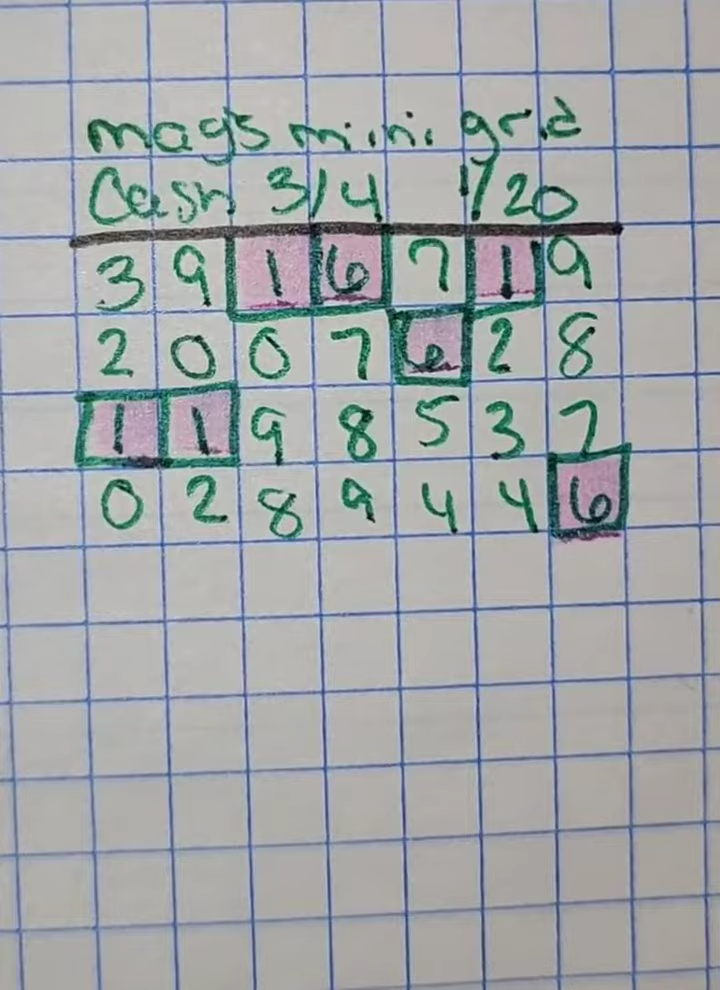 mag's mini grid
Cash 3/4 1/20
3 9 1 6 7 1 9
2 0 0 7 6 2 8
1 1 9 8 5 3 7
0 2 8 9 4 4 6